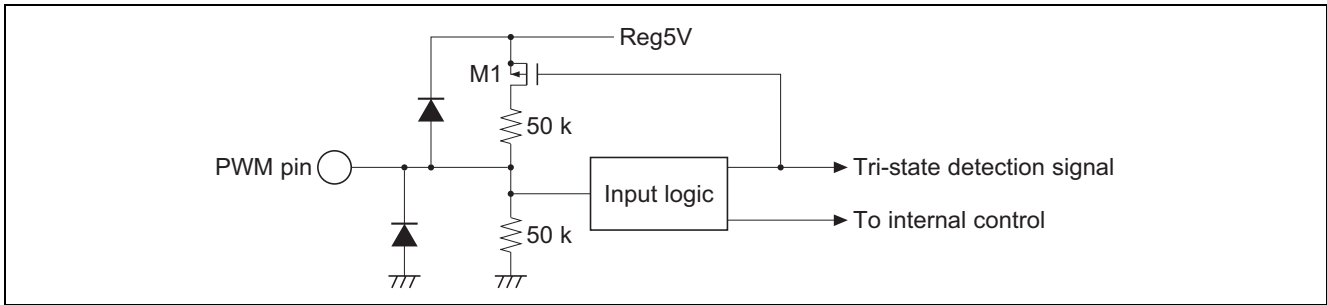 Reg5V
M1
50 k
PWM pin
Input logic
Tri-state detection signal
To internal control
50 k